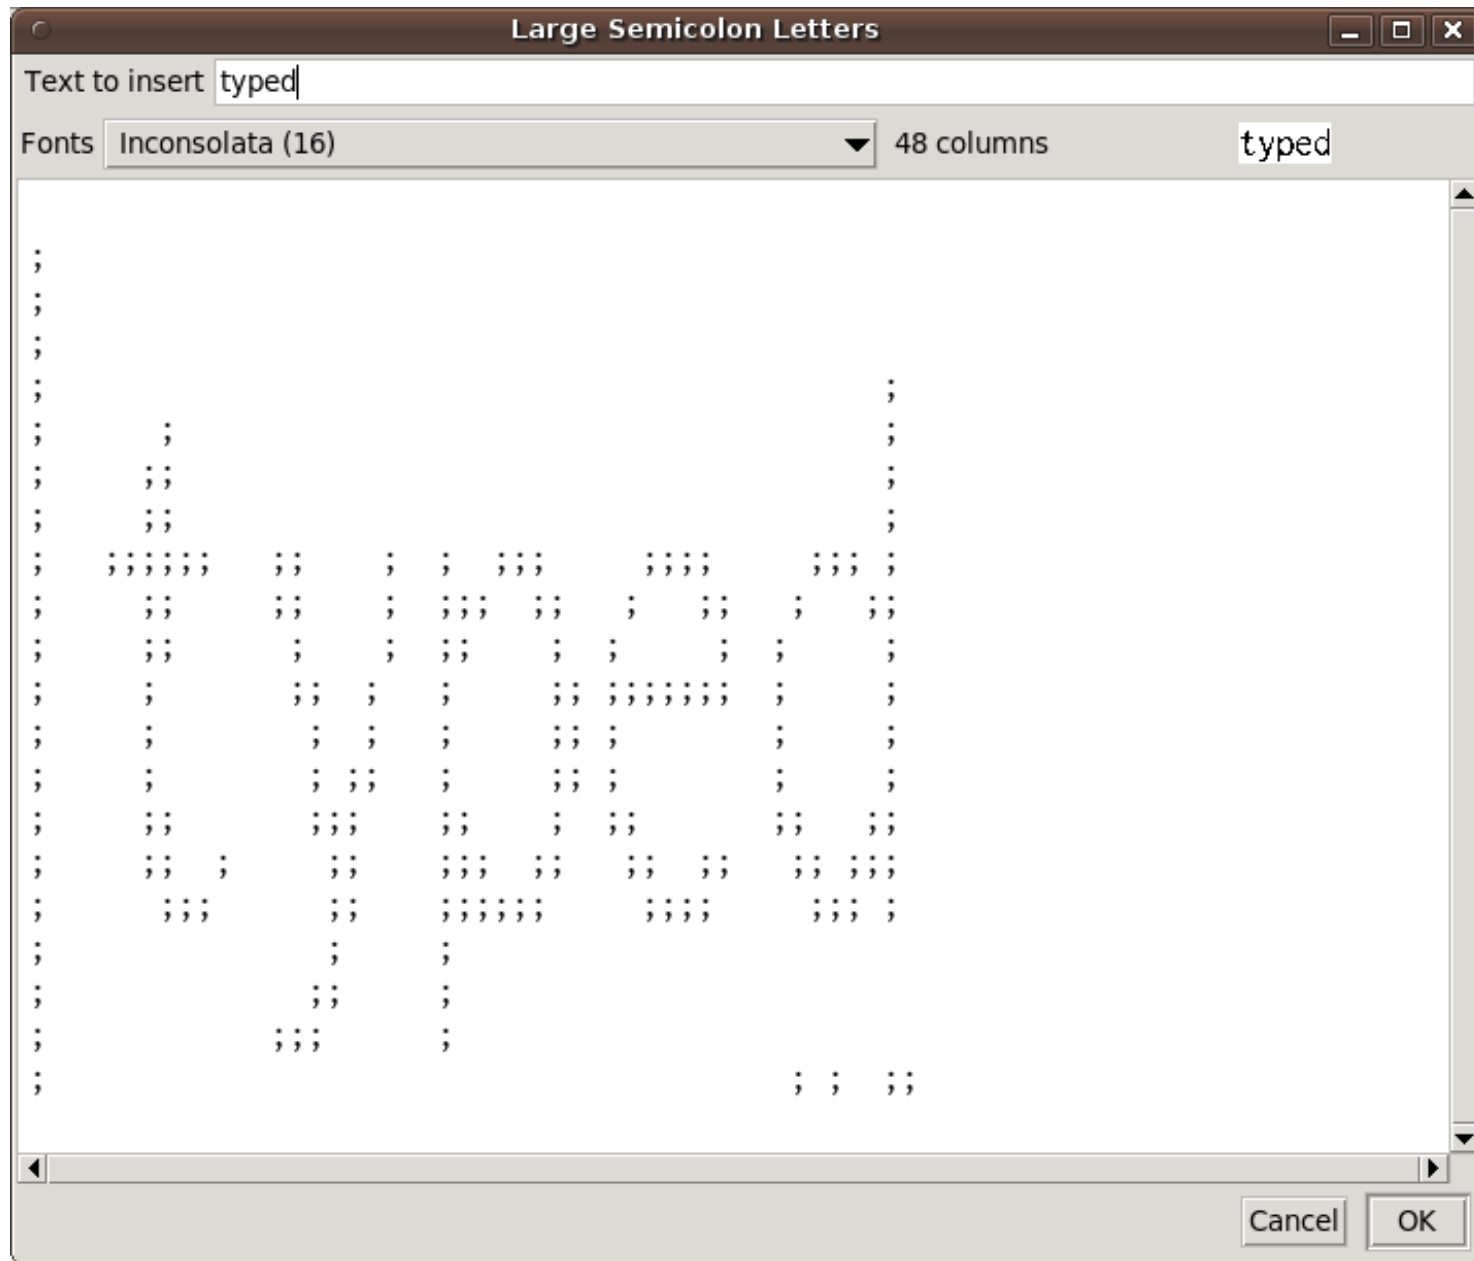 Large Semicolon Letters
Text to insert typed
Fonts Inconsolata (16) 48 columns typed
typed
Cancel OK